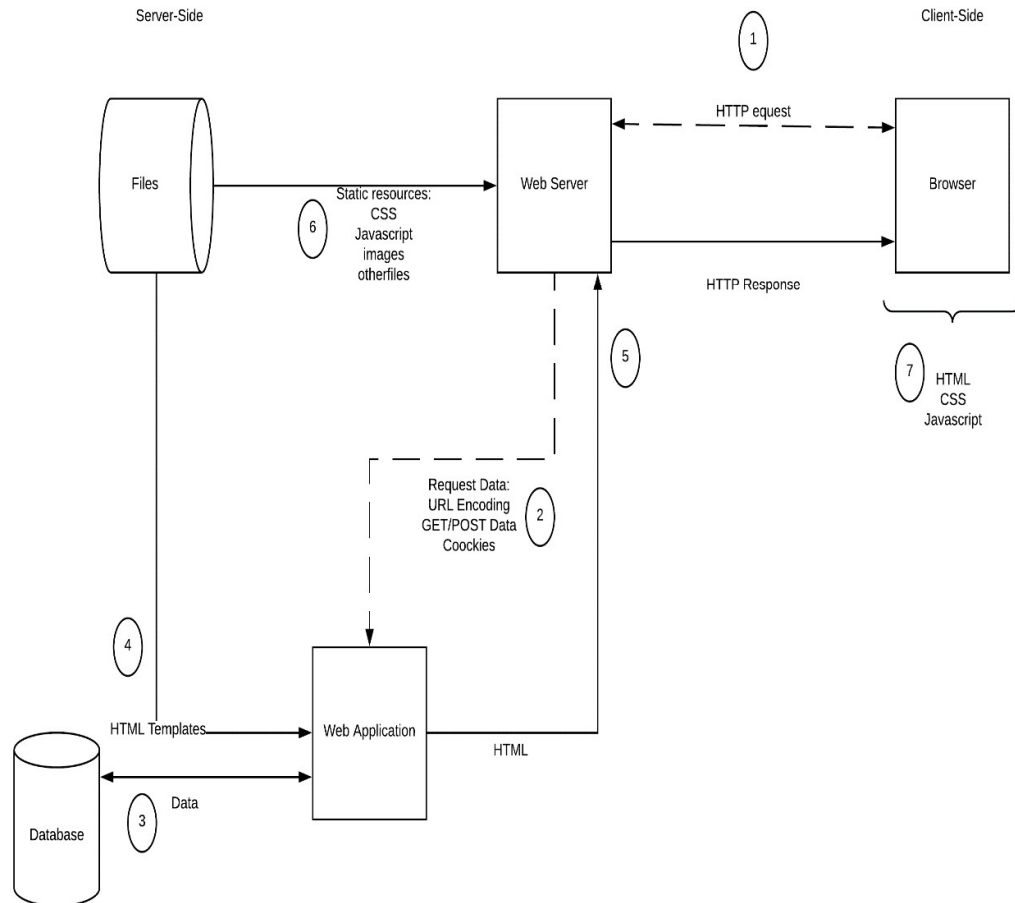 Server-Side
Client-Side
1
HTTP equest
Files
Web Server
Browser
Static resources:
CSS
Javascript
images
otherfiles
6
HTTP Response
5
7
HTML
CSS
Javascript
Request Data:
URL Encoding
GET/POST Data
Coockies
2
4
HTML Templates
Web Application
HTML
Data
3
Database